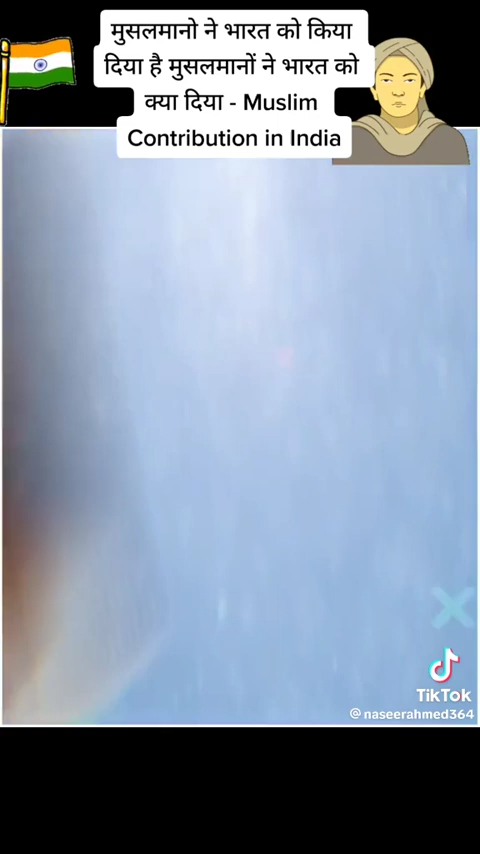 मुसलमानो ने भारत को किया
दिया है मुसलमानों ने भारत को
क्या दिया - Muslim
Contribution in India
TikTok
@naseerahmed364